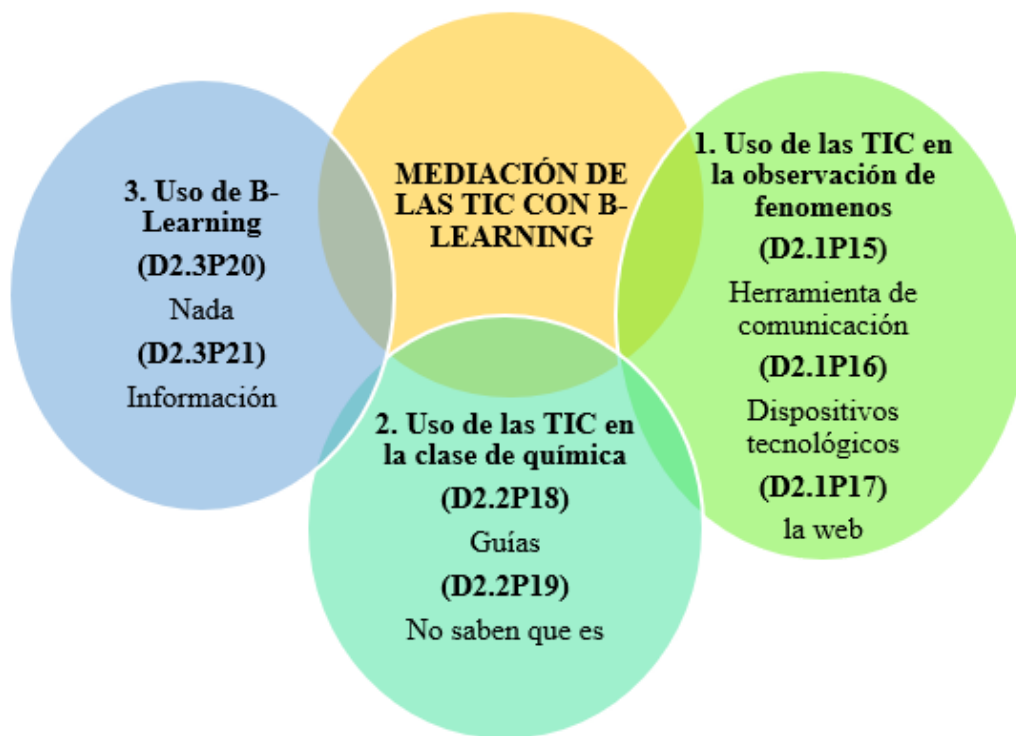 MEDIACIÓN DE
LAS TIC CON B-
LEARNING
1. Uso de las TIC en
la observación de
fenomenos
(D2.1P15)
Herramienta de
comunicación
(D2.1P16)
Dispositivos
tecnológicos
(D2.1P17)
la web
2. Uso de las TIC en
la clase de química
(D2.2P18)
Guías
(D2.2P19)
No saben que es
3. Uso de B-
Learning
(D2.3P20)
Nada
(D2.3P21)
Información